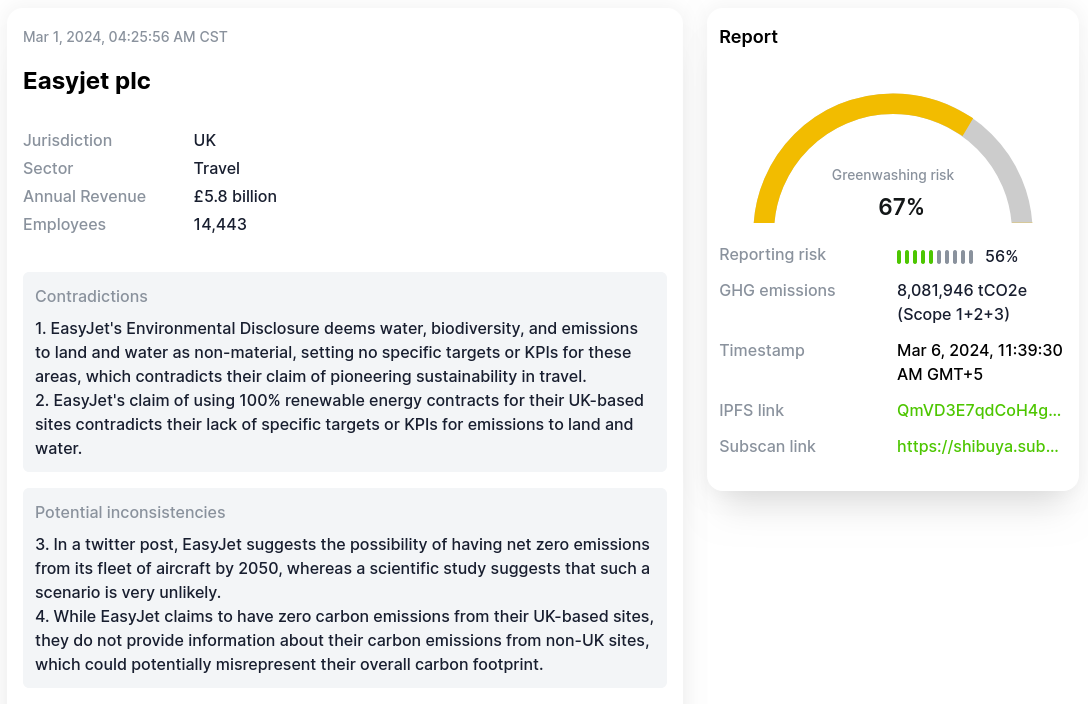 Mar 1, 2024, 04:25:56 AM CST
Easyjet plc
Jurisdiction UK
Sector Travel
Annual Revenue £5.8 billion
Employees 14,443
Contradictions
1. EasyJet's Environmental Disclosure deems water, biodiversity, and emissions
to land and water as non-material, setting no specific targets or KPIs for these
areas, which contradicts their claim of pioneering sustainability in travel.
2. EasyJet's claim of using 100% renewable energy contracts for their UK-based
sites contradicts their lack of specific targets or KPIs for emissions to land and
water.
Potential inconsistencies
3. In a twitter post, EasyJet suggests the possibility of having net zero emissions
from its fleet of aircraft by 2050, whereas a scientific study suggests that such a
scenario is very unlikely.
4. While EasyJet claims to have zero carbon emissions from their UK-based sites,
they do not provide information about their carbon emissions from non-UK sites,
which could potentially misrepresent their overall carbon footprint.
Report
Greenwashing risk
67%
Reporting risk 56%
GHG emissions 8,081,946 tCO2e
(Scope 1+2+3)
Timestamp Mar 6, 2024, 11:39:30
AM GMT+5
IPFS link QmVD3E7qdCoH4g...
Subscan link https://shibuya.sub...